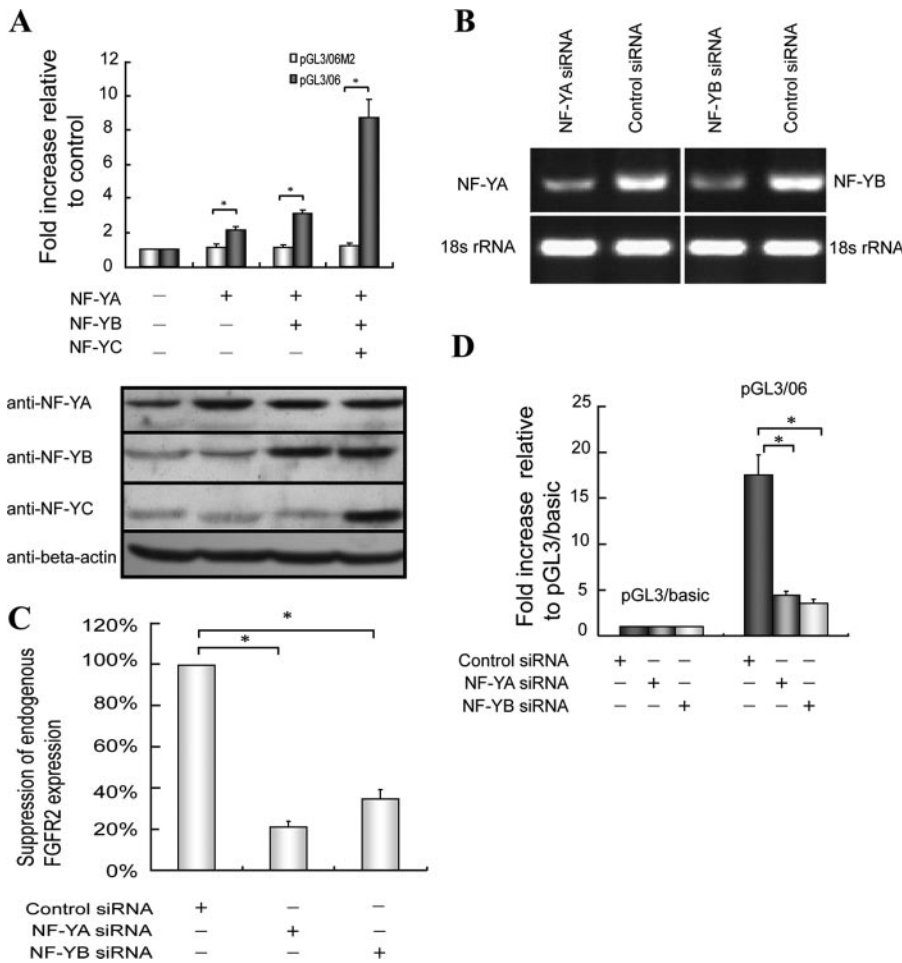 A
Fold increase relative
to control
12
10
8
6
4
2
0
pGL3/06M2
pGL3/06
*
*
*
NF-YA – + + +
NF-YB – – + +
NF-YC – – – +
anti-NF-YA
anti-NF-YB
anti-NF-YC
anti-beta-actin
B
NF-YA siRNA
Control siRNA
NF-YB siRNA
Control siRNA
NF-YA
NF-YB
18s rRNA
18s rRNA
C
Suppression of endogenous
FGFR2 expression
120%
100%
80%
60%
40%
20%
0%
*
*
Control siRNA + – –
NF-YA siRNA – + –
NF-YB siRNA – – +
D
Fold increase relative
to pGL3/basic
25
20
15
10
5
1
pGL3/06
*
*
pGL3/basic
Control siRNA + – – + – –
NF-YA siRNA – + – – + –
NF-YB siRNA – – + – – +